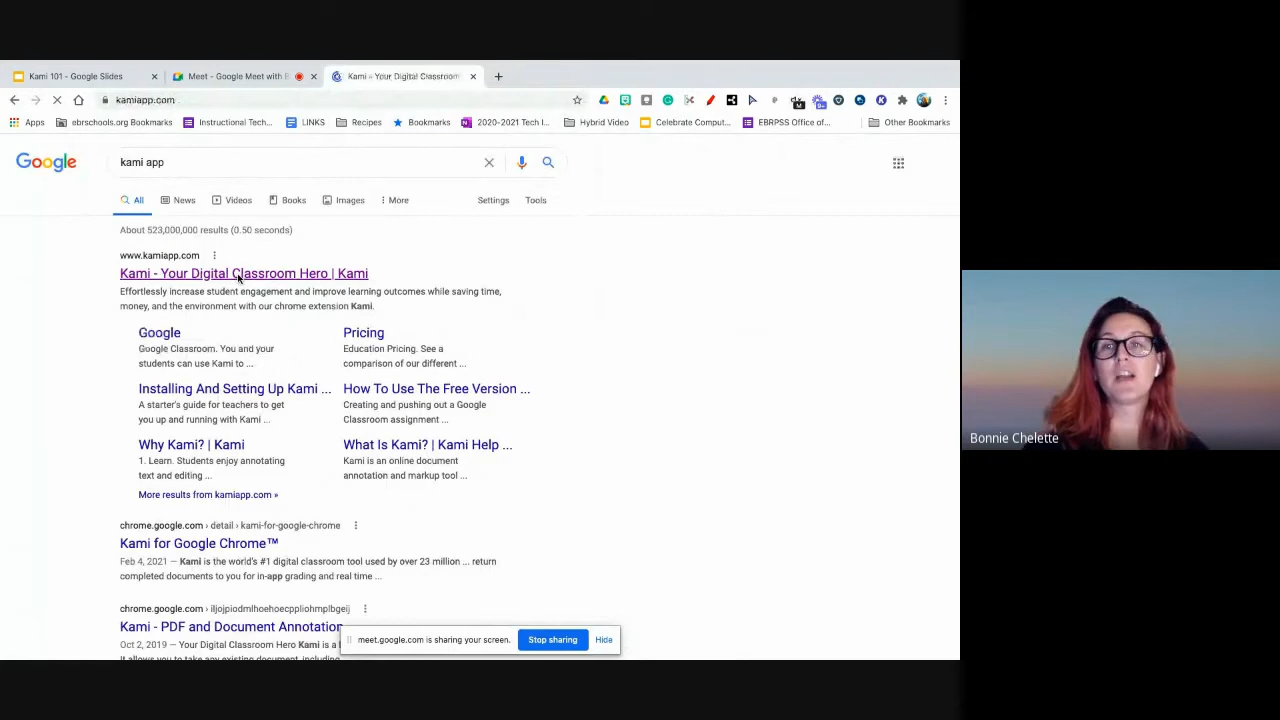 Kami 101 - Google Slides
Meet - Google Meet with B
Kami - Your Digital Classroom
kamiapp.com
Apps
ebrschools.org Bookmarks
Instructional Tech...
LINKS
Recipes
Bookmarks
2020-2021 Tech I...
Hybrid Video
Celebrate Comput...
EBRPSS Office of...
Other Bookmarks
Google
kami app
All
News
Videos
Books
Images
More
Settings
Tools
About 523,000,000 results (0.50 seconds)
www.kamiapp.com
Kami - Your Digital Classroom Hero | Kami
Effortlessly increase student engagement and improve learning outcomes while saving time,
money, and the environment with our chrome extension Kami.
Google
Google Classroom. You and your
students can use Kami to ...
Pricing
Education Pricing. See a
comparison of our different ...
Installing And Setting Up Kami ...
A starter's guide for teachers to get
you up and running with Kami ...
How To Use The Free Version ...
Creating and pushing out a Google
Classroom assignment ...
Why Kami? | Kami
1. Learn. Students enjoy annotating
text and editing ...
What Is Kami? | Kami Help ...
Kami is an online document
annotation and markup tool ...
More results from kamiapp.com »
chrome.google.com › detail › kami-for-google-chrome
Kami for Google Chrome™
Feb 4, 2021 — Kami is the world's #1 digital classroom tool used by over 23 million ... return
completed documents to you for in-app grading and real time ...
chrome.google.com › iljojpiodmlhoehoecppliohmplbgeij
Kami - PDF and Document Annotation
Oct 2, 2019 — Your Digital Classroom Hero Kami is a
It allows you to take any existing document, including
meet.google.com is sharing your screen.
Stop sharing
Hide
Bonnie Chelette